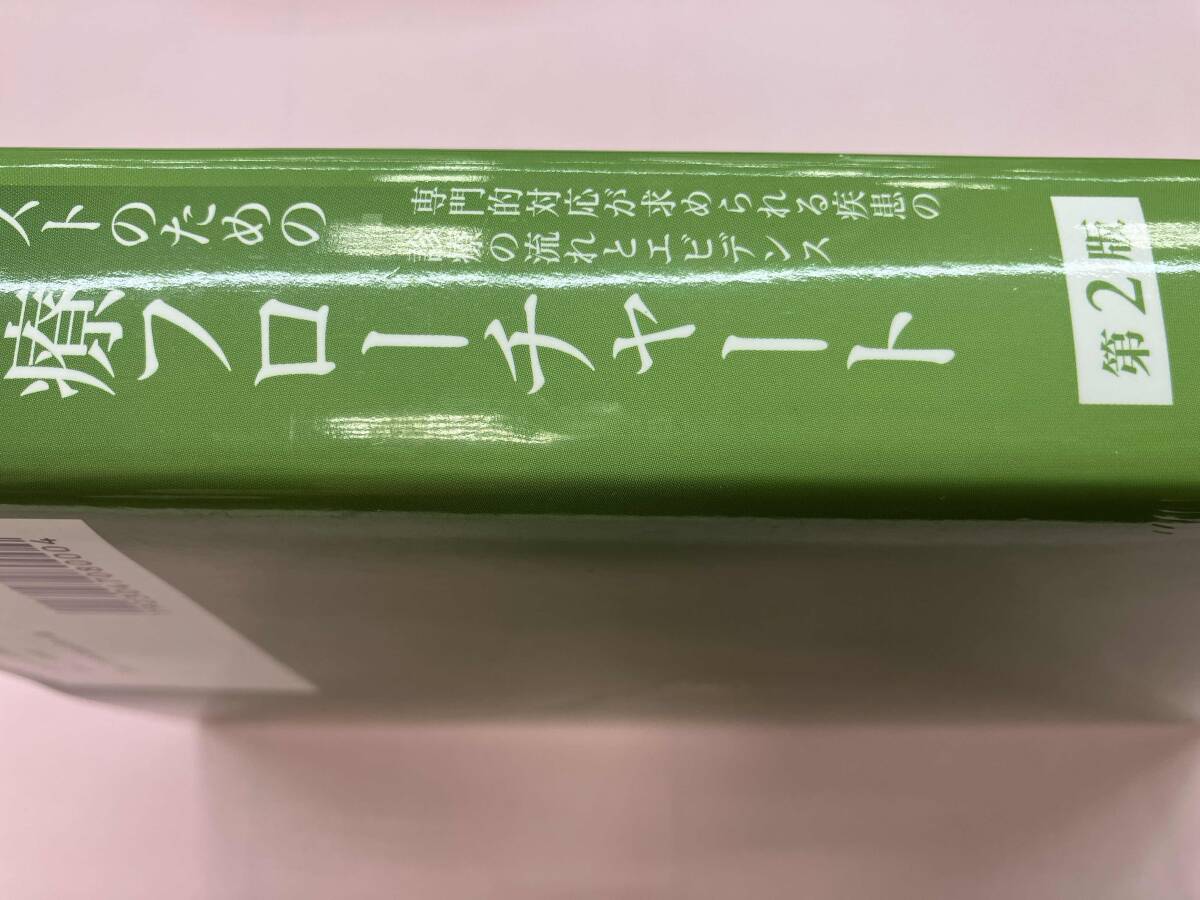 ストのための
療フローチャート
専門的対応が求められる疾患の
診療の流れとエビデンス
第2版